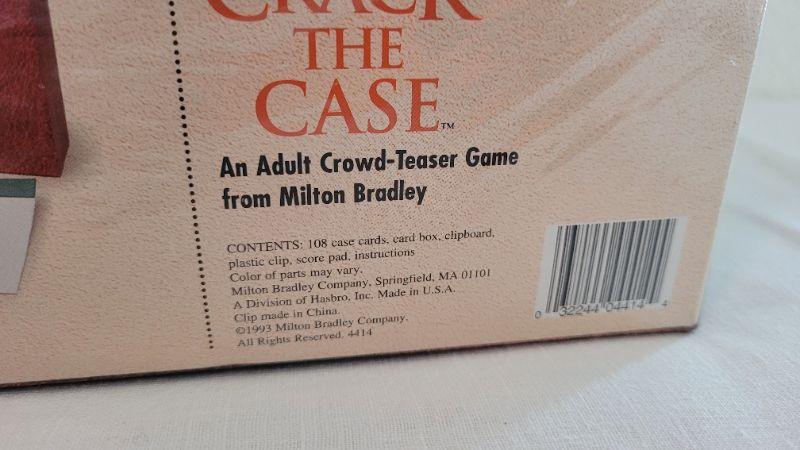 CRACK
THE
CASE™
An Adult Crowd-Teaser Game
from Milton Bradley
CONTENTS: 108 case cards, card box, clipboard,
plastic clip, score pad, instructions
Color of parts may vary.
Milton Bradley Company, Springfield, MA 01101
A Division of Hasbro, Inc. Made in U.S.A.
Clip made in China.
©1993 Milton Bradley Company.
All Rights Reserved. 4414
0 32244 04414 4